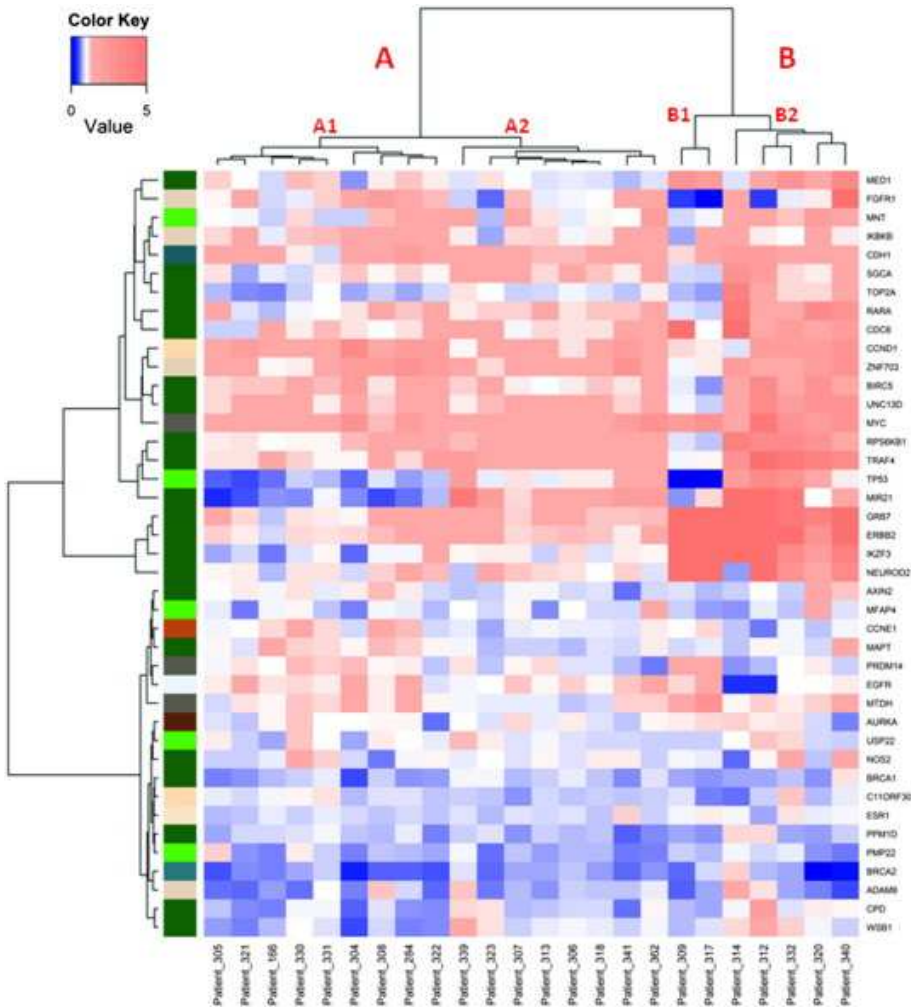 Color Key
0 5
Value
A
B
A1
A2
B1
B2
MED1
FGFR1
MNT
IKBKB
CDH1
SGCA
TOP2A
RARA
CDC6
CCND1
ZNF703
BIRC5
UNC13D
MYC
RPS6KB1
TRAF4
TP53
MIR21
GRB7
ERBB2
IKZF3
NEUROD2
AXIN2
MFAP4
CCNE1
MAPT
PRDM14
EGFR
MTDH
AURKA
USP22
NOS2
BRCA1
C11ORF30
ESR1
PPM1D
PMP22
BRCA2
ADAM9
CPD
WSB1
Patient_305
Patient_321
Patient_166
Patient_330
Patient_331
Patient_304
Patient_308
Patient_284
Patient_322
Patient_339
Patient_323
Patient_307
Patient_313
Patient_306
Patient_318
Patient_341
Patient_362
Patient_309
Patient_317
Patient_314
Patient_312
Patient_332
Patient_320
Patient_340